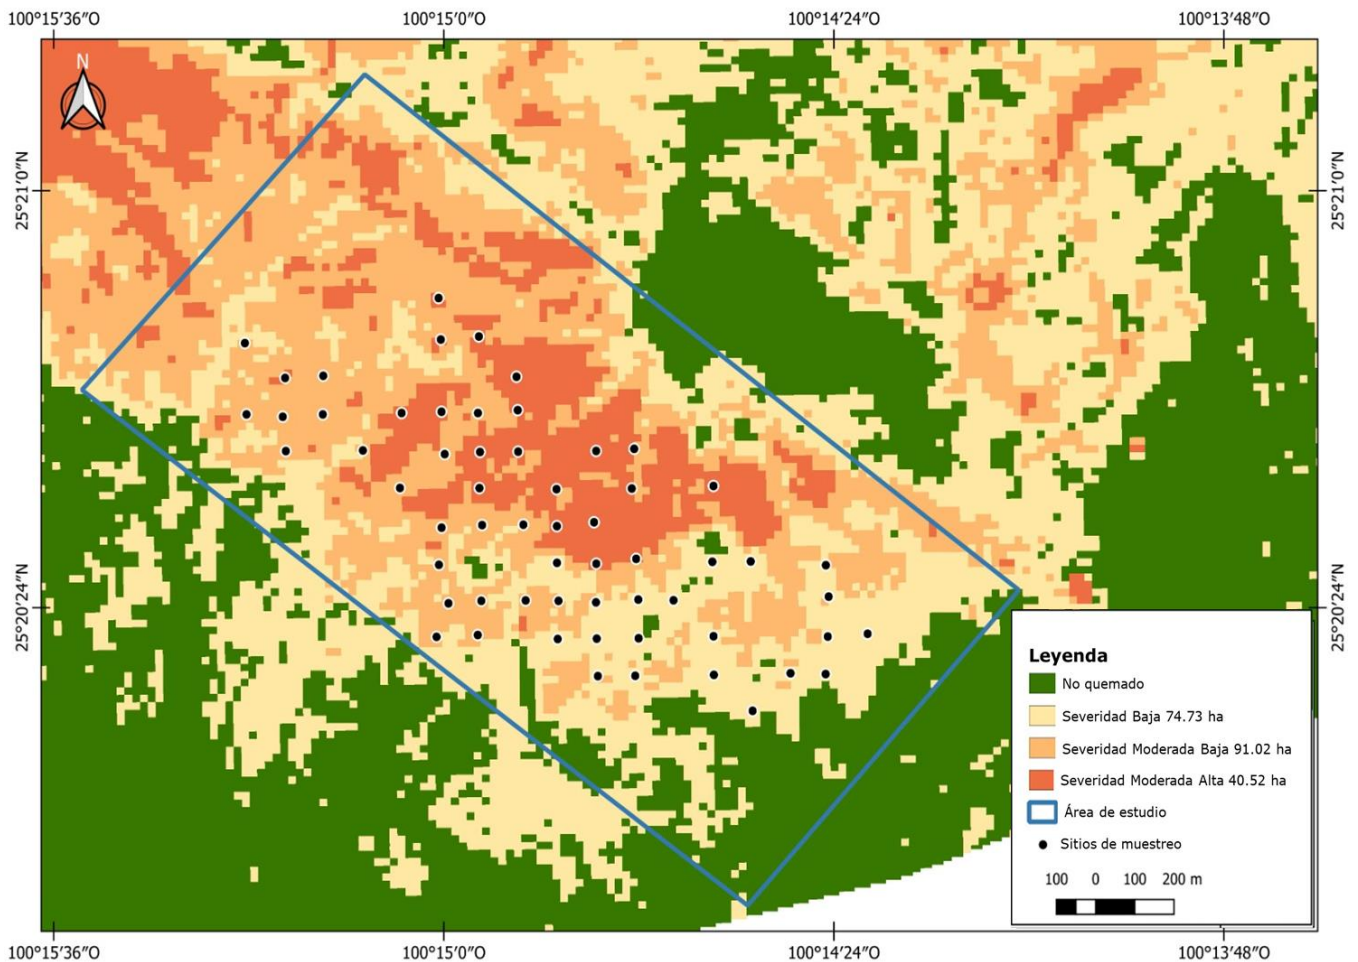 100°15′36″O 100°15′0″O 100°14′24″O 100°13′48″O
N
25°21′0″N 25°21′0″N
25°20′24″N 25°20′24″N
Leyenda
No quemado
Severidad Baja 74.73 ha
Severidad Moderada Baja 91.02 ha
Severidad Moderada Alta 40.52 ha
Área de estudio
Sitios de muestreo
100 0 100 200 m
100°15′36″O 100°15′0″O 100°14′24″O 100°13′48″O